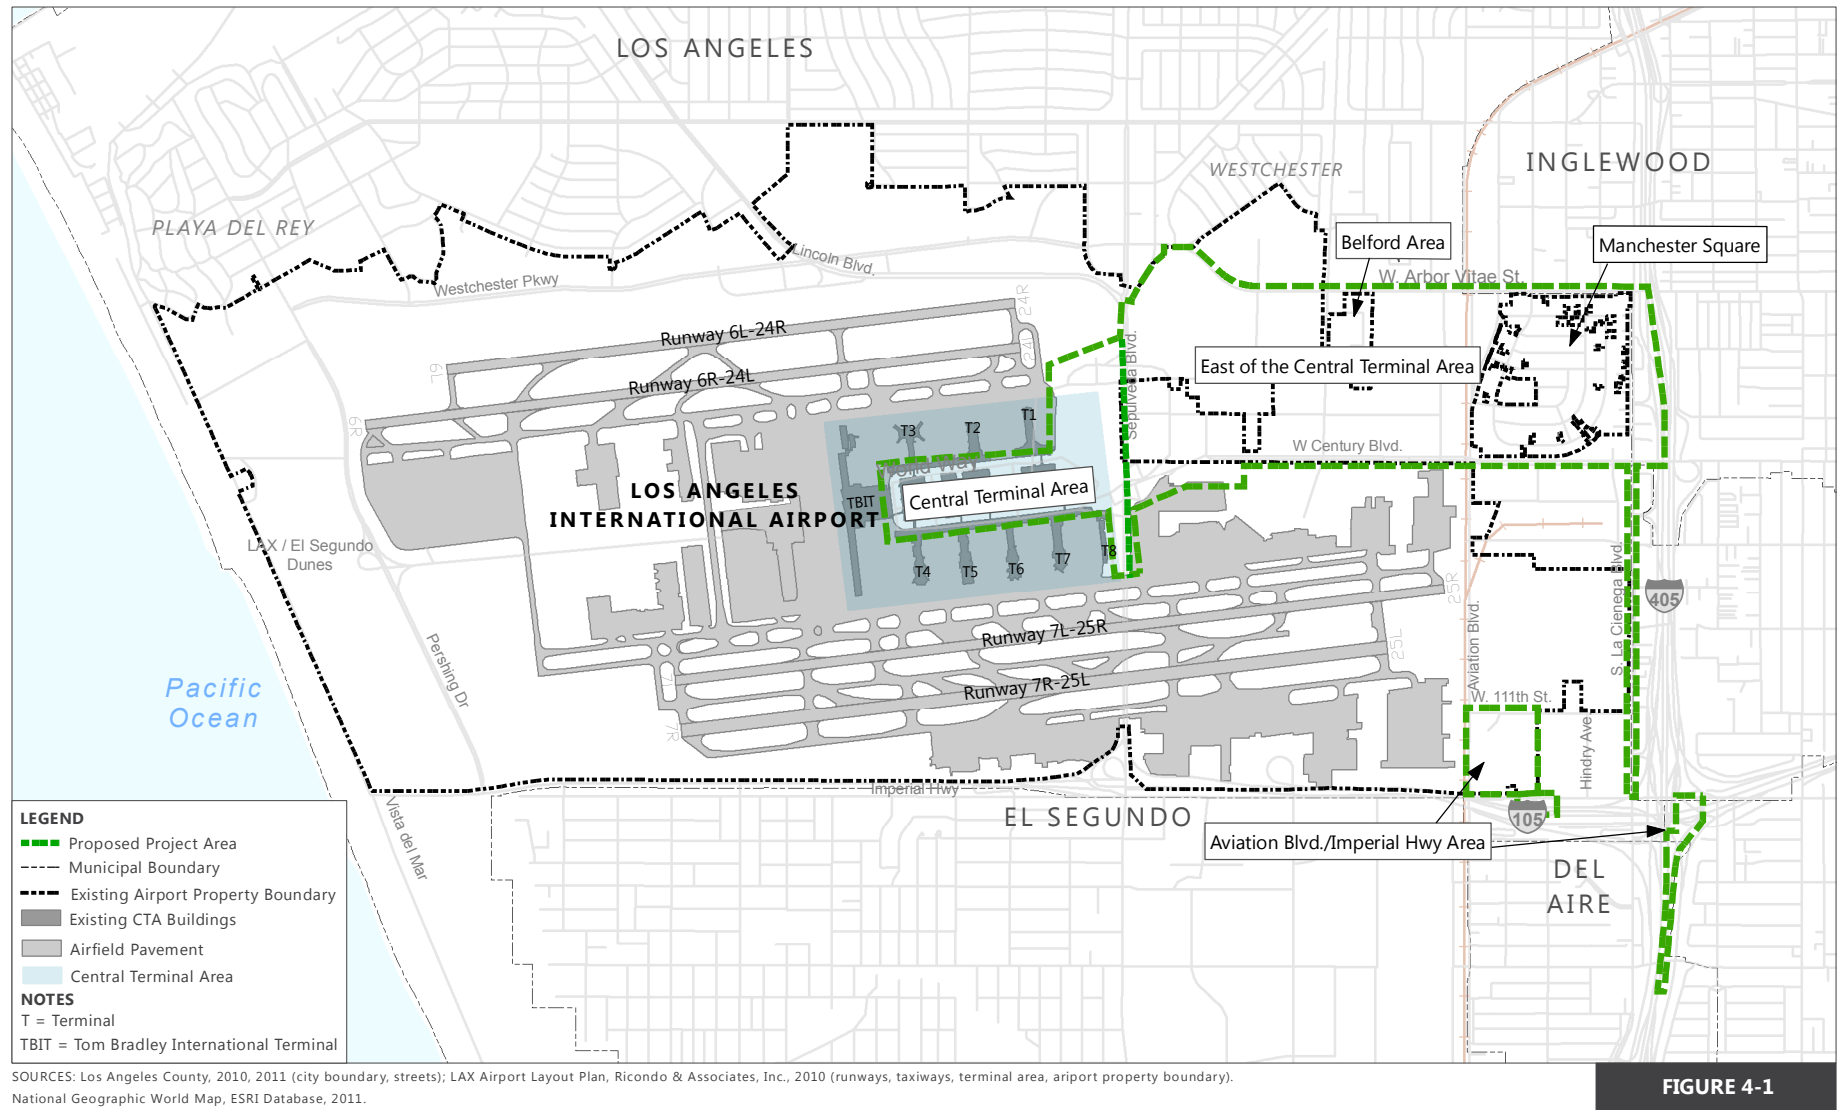 LOS ANGELES
INGLEWOOD
WESTCHESTER
PLAYA DEL REY
Belford Area
Manchester Square
Lincoln Blvd.
W. Arbor Vitae St.
Westchester Pkwy
24R
Runway 6L-24R
24L
Sepulveda Blvd.
East of the Central Terminal Area
6L
Runway 6R-24L
6R
T1
T2
T3
W Century Blvd.
World Way
LOS ANGELES
INTERNATIONAL AIRPORT
TBIT
Central Terminal Area
LAX / El Segundo
Dunes
T4
T5
T6
T7
T8
25R
405
S. La Cienega Blvd.
Aviation Blvd.
Runway 7L-25R
25L
Pershing Dr
Pacific
Ocean
7L
Runway 7R-25L
7R
W. 111th St.
Hindry Ave
Imperial Hwy
EL SEGUNDO
105
Aviation Blvd./Imperial Hwy Area
DEL
AIRE
Vista del Mar
LEGEND
Proposed Project Area
Municipal Boundary
Existing Airport Property Boundary
Existing CTA Buildings
Airfield Pavement
Central Terminal Area
NOTES
T = Terminal
TBIT = Tom Bradley International Terminal
SOURCES: Los Angeles County, 2010, 2011 (city boundary, streets); LAX Airport Layout Plan, Ricondo & Associates, Inc., 2010 (runways, taxiways, terminal area, ariport property boundary).
National Geographic World Map, ESRI Database, 2011.
FIGURE 4-1